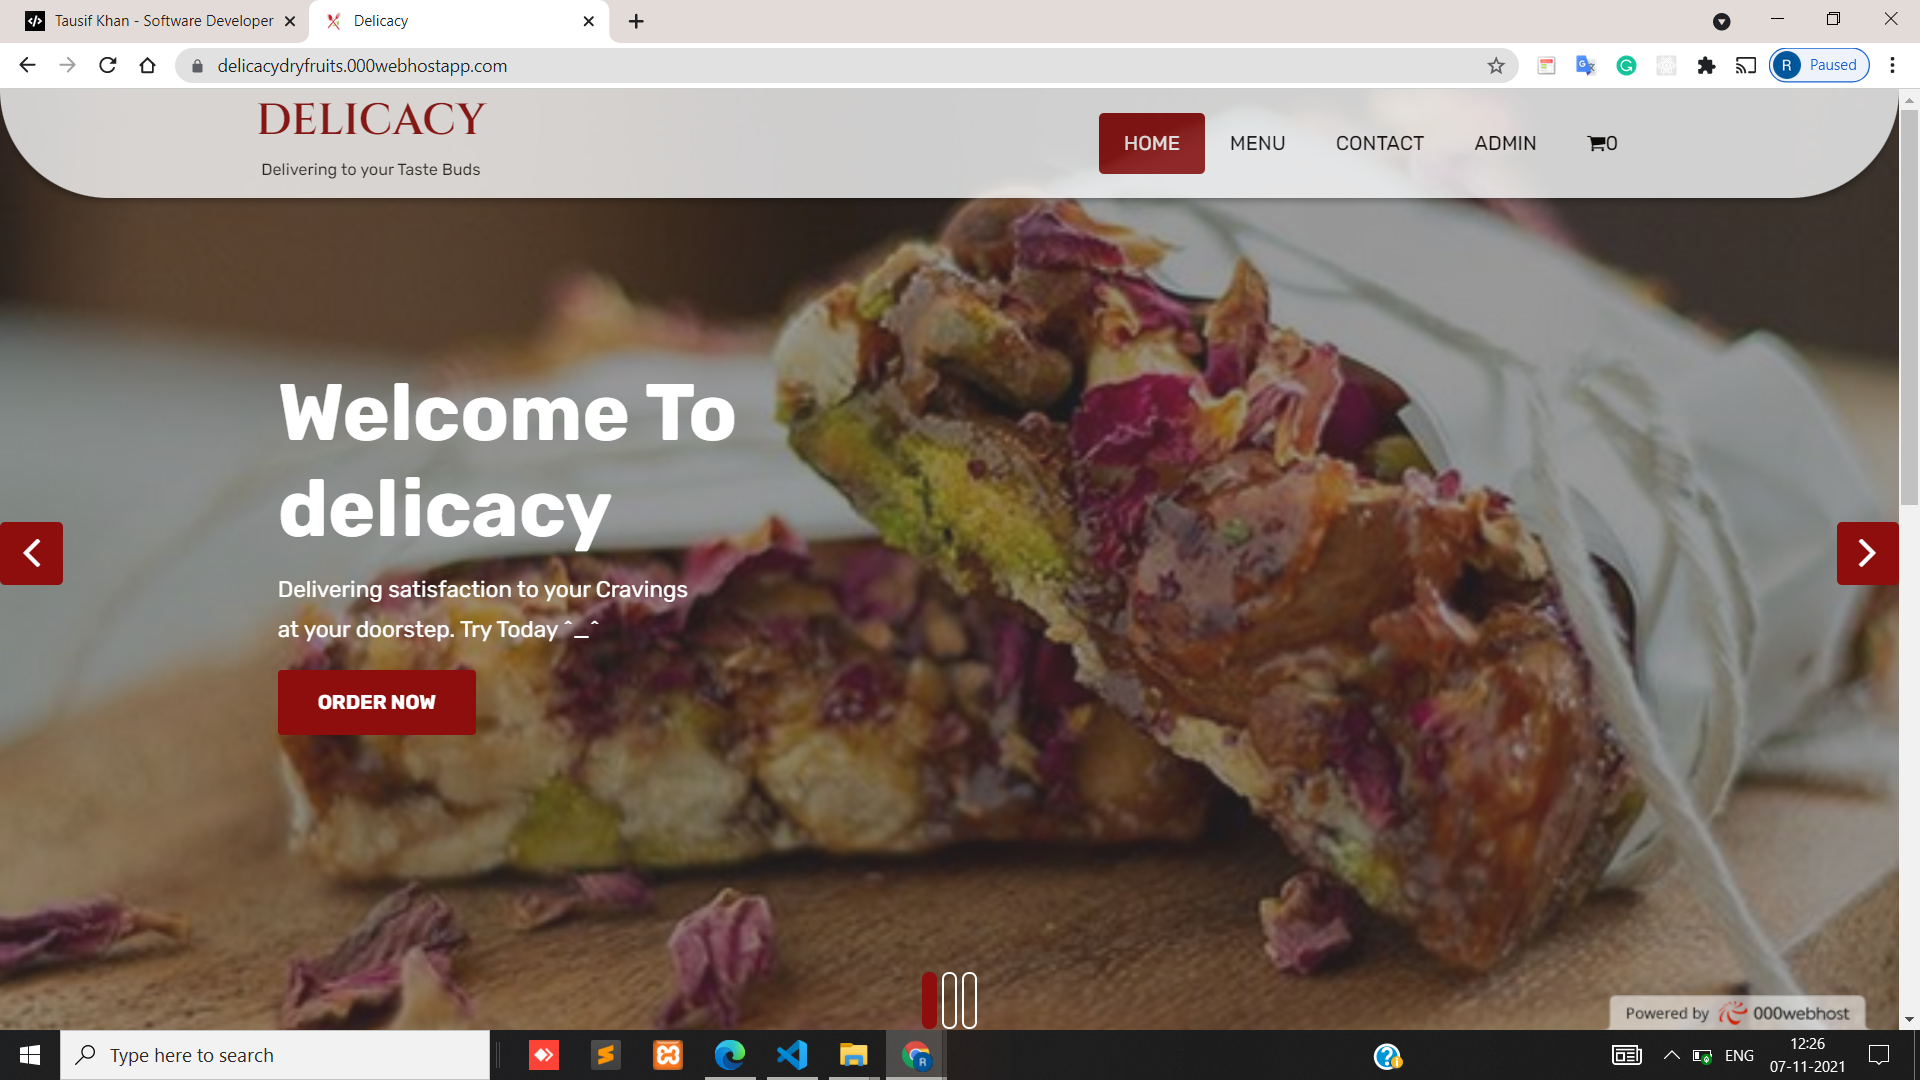 Tausif Khan - Software Developer
Delicacy
delicacydryfruits.000webhostapp.com
R Paused
DELICACY
Delivering to your Taste Buds
HOME
MENU
CONTACT
ADMIN
0
Welcome To
delicacy
Delivering satisfaction to your Cravings
at your doorstep. Try Today ^_^
ORDER NOW
Powered by 000webhost
Type here to search
ENG
12:26
07-11-2021